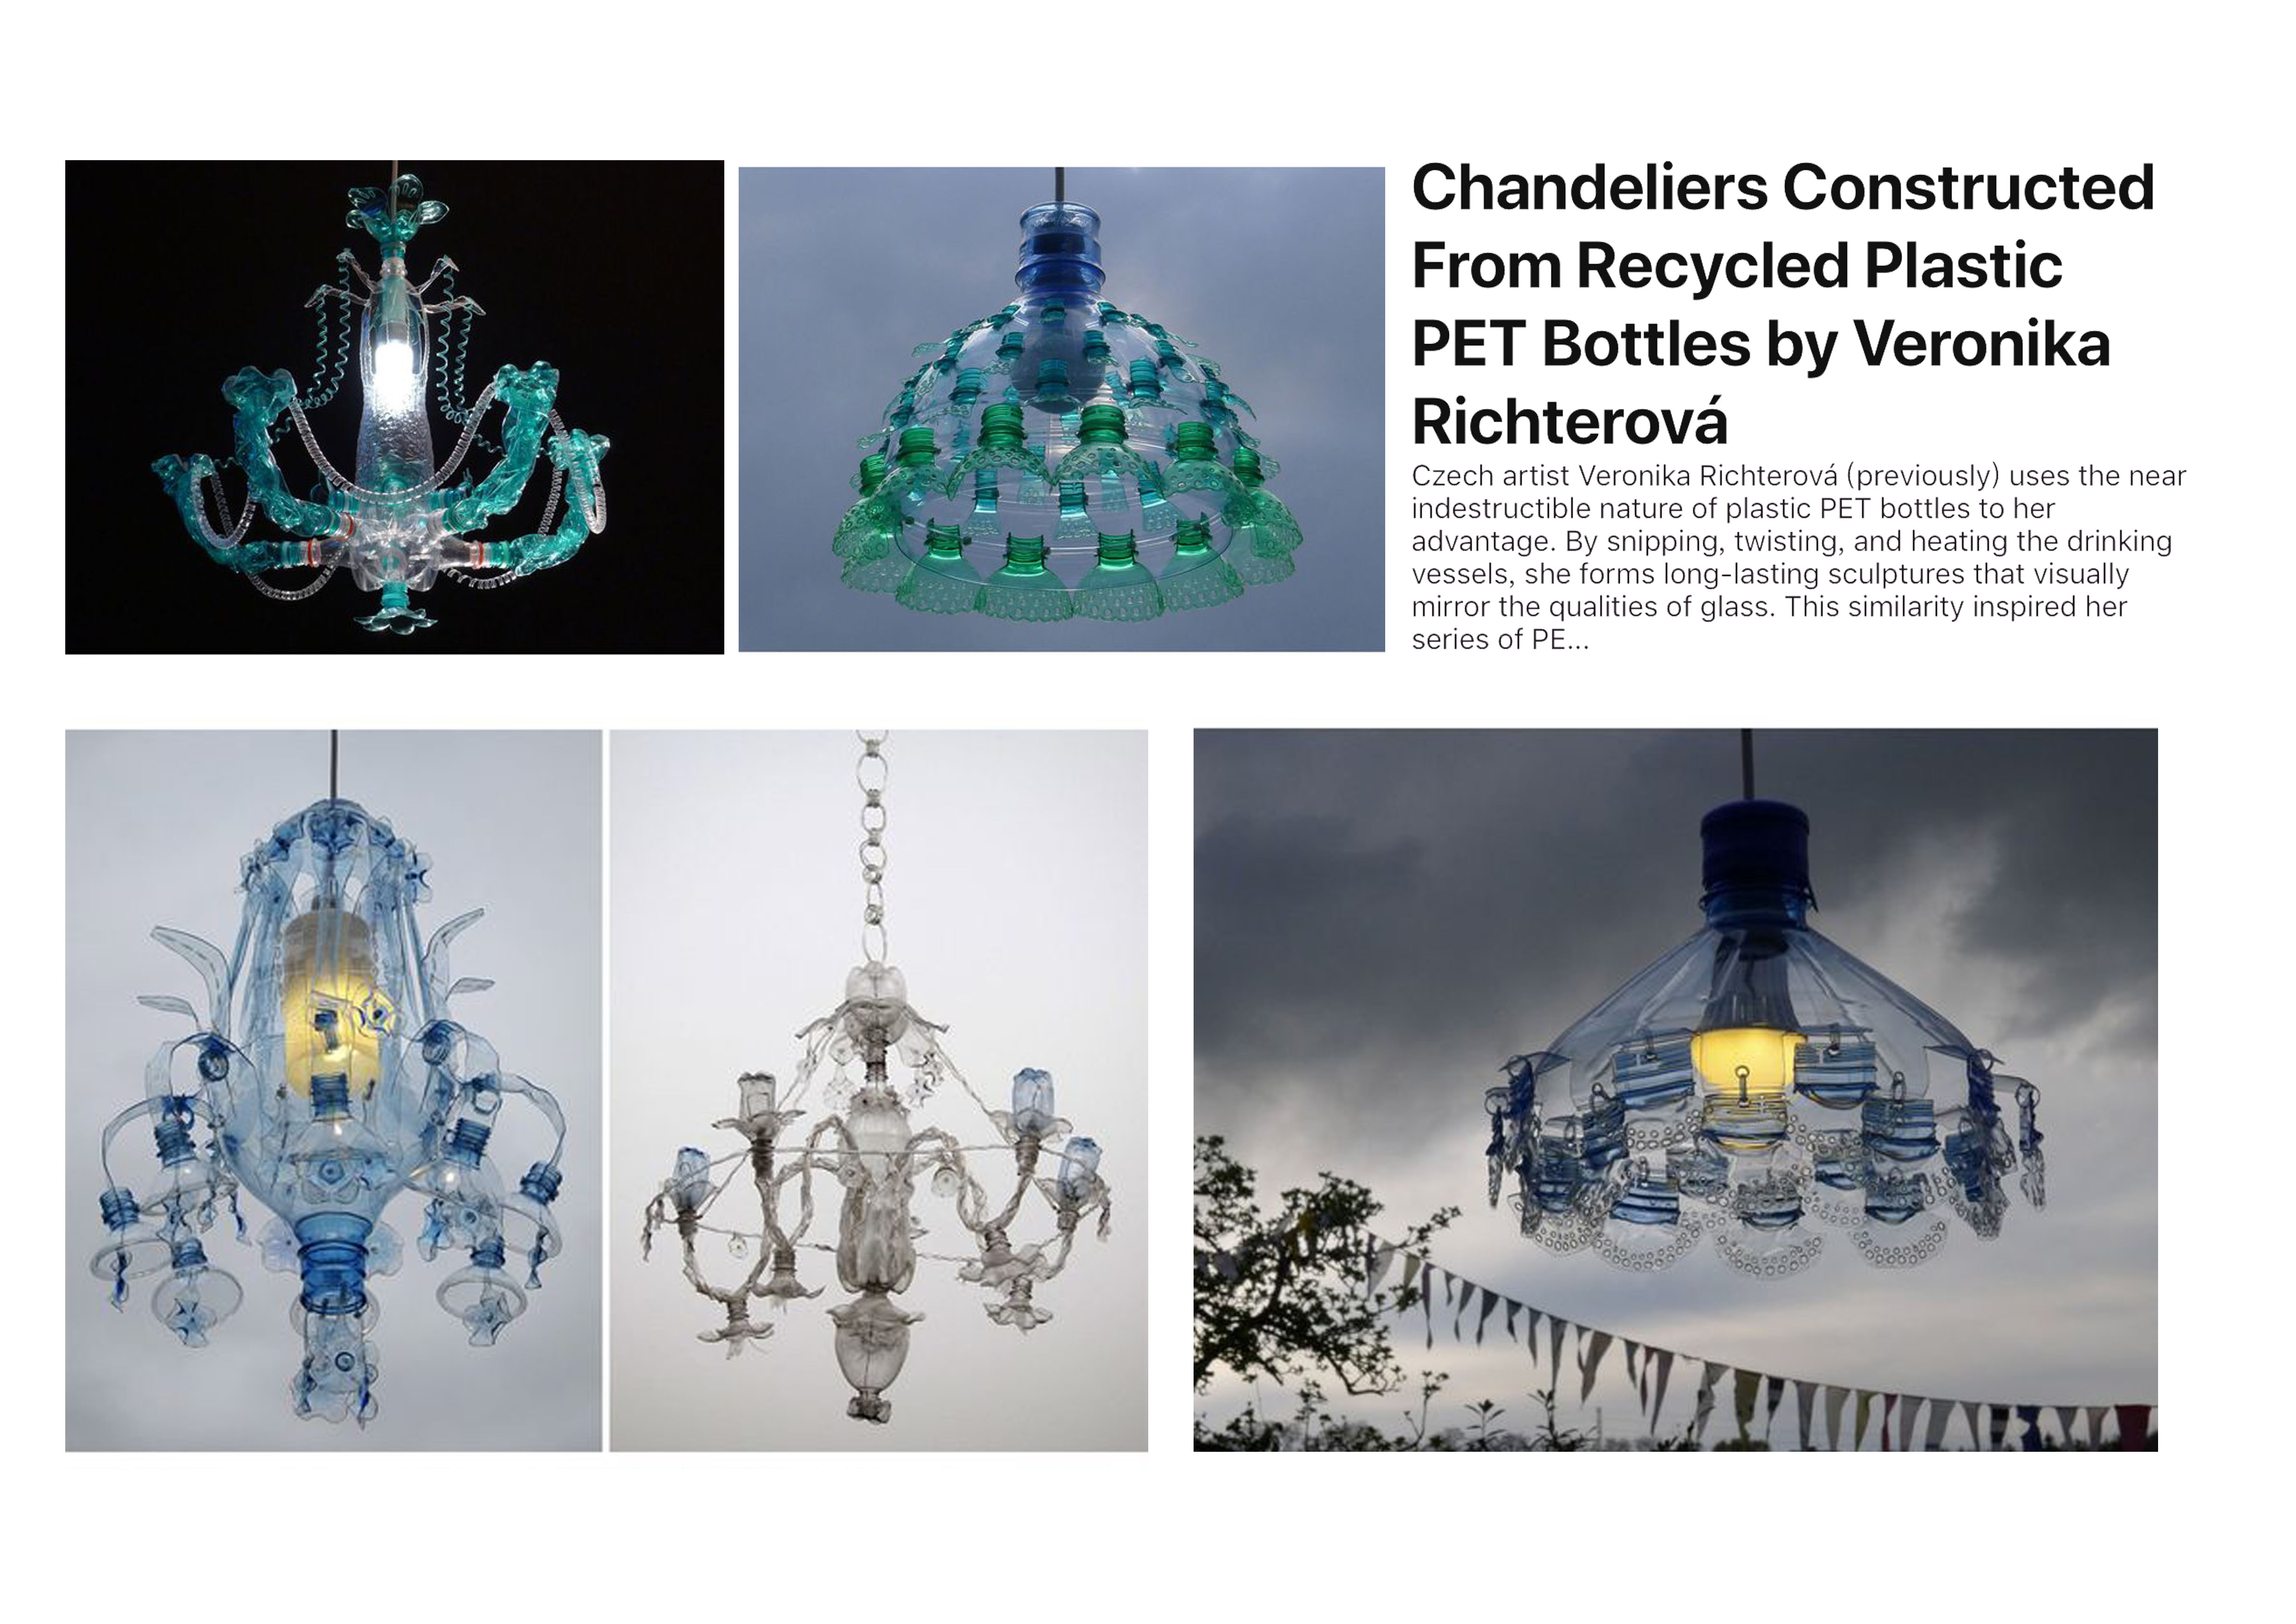 Chandeliers Constructed
From Recycled Plastic
PET Bottles by Veronika
Richterová
Czech artist Veronika Richterová (previously) uses the near
indestructible nature of plastic PET bottles to her
advantage. By snipping, twisting, and heating the drinking
vessels, she forms long-lasting sculptures that visually
mirror the qualities of glass. This similarity inspired her
series of PE...